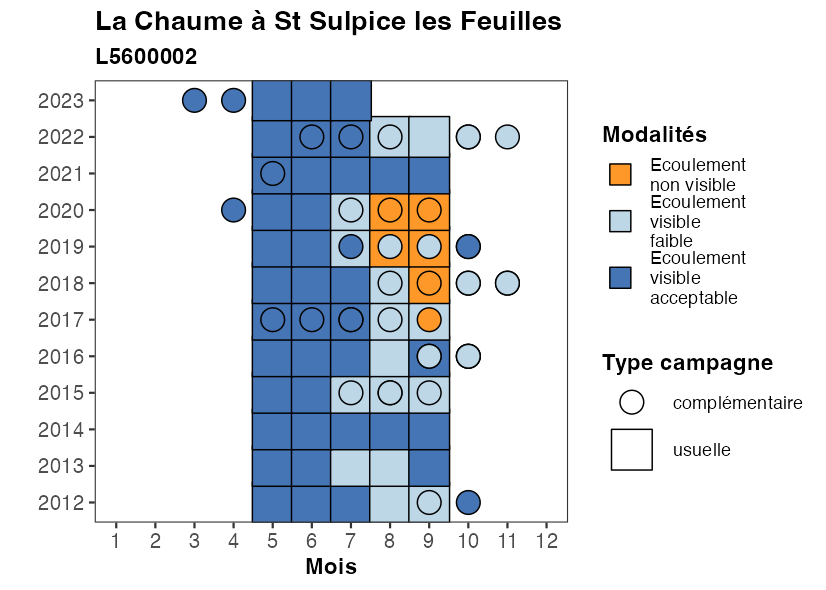 La Chaume à St Sulpice les Feuilles
L5600002
2023
2022
2021
2020
2019
2018
2017
2016
2015
2014
2013
2012
1 2 3 4 5 6 7 8 9 10 11 12
Mois
Modalités
Ecoulement
non visible
Ecoulement
visible
faible
Ecoulement
visible
acceptable
Type campagne
complémentaire
usuelle